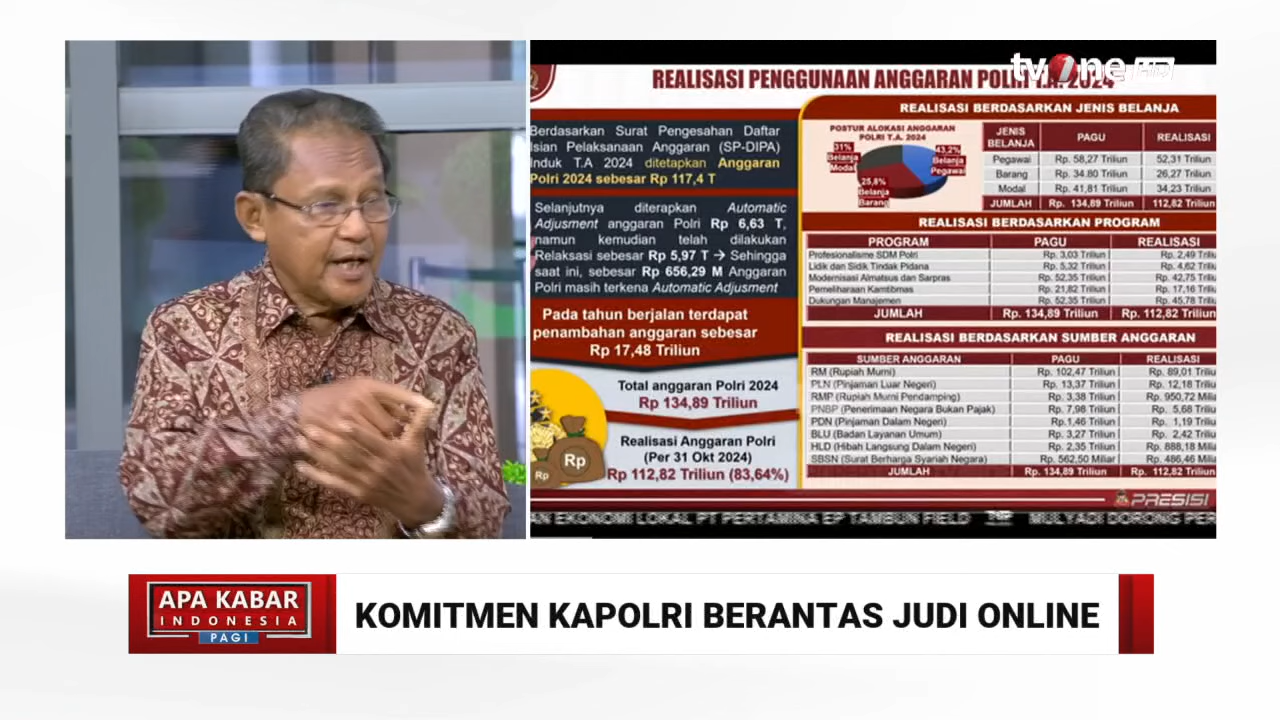 tvOne
REALISASI PENGGUNAAN ANGGARAN POLRI T.A. 2024
Berdasarkan Surat Pengesahan Daftar
Isian Pelaksanaan Anggaran (SP-DIPA)
Induk T.A 2024 ditetapkan Anggaran
Polri 2024 sebesar Rp 117,4 T
Selanjutnya diterapkan Automatic
Adjusment anggaran Polri Rp 6,63 T,
namun kemudian telah dilakukan
Relaksasi sebesar Rp 5,97 T → Sehingga
saat ini, sebesar Rp 656,29 M Anggaran
Polri masih terkena Automatic Adjusment
Pada tahun berjalan terdapat
penambahan anggaran sebesar
Rp 17,48 Triliun
Total anggaran Polri 2024
Rp 134,89 Triliun
Realisasi Anggaran Polri
(Per 31 Okt 2024)
Rp 112,82 Triliun (83,64%)
Rp
Rp
REALISASI BERDASARKAN JENIS BELANJA
POSTUR ALOKASI ANGGARAN
POLRI T.A. 2024
31%
Belanja
Modal
43,2%
Belanja
Pegawai
25,8%
Belanja
Barang
JENIS BELANJA PAGU REALISASI
Pegawai Rp. 58,27 Triliun 52,31 Triliun
Barang Rp. 34.80 Triliun 26,27 Triliun
Modal Rp. 41,81 Triliun 34,23 Triliun
JUMLAH Rp. 134,89 Triliun 112,82 Triliun
REALISASI BERDASARKAN PROGRAM
PROGRAM PAGU REALISASI
Profesionalisme SDM Polri Rp. 3,03 Triliun Rp. 2,49 Triliu
Lidik dan Sidik Tindak Pidana Rp. 5,32 Triliun Rp. 4,62 Triliu
Modernisasi Almatsus dan Sarpras Rp. 52,35 Triliun Rp. 42,75 Triliu
Pemeliharaan Kamtibmas Rp. 21,82 Triliun Rp. 17,16 Triliu
Dukungan Manajemen Rp. 52,35 Triliun Rp. 45,78 Triliu
JUMLAH Rp. 134,89 Triliun Rp. 112,82 Triliun
REALISASI BERDASARKAN SUMBER ANGGARAN
SUMBER ANGGARAN PAGU REALISASI
RM (Rupiah Murni) Rp. 102,47 Triliun Rp. 89,01 Triliu
PLN (Pinjaman Luar Negeri) Rp. 13,37 Triliun Rp. 12,18 Triliu
RMP (Rupiah Murni Pendamping) Rp. 3,38 Triliun Rp. 950,72 Milia
PNBP (Penerimaan Negara Bukan Pajak) Rp. 7,98 Triliun Rp. 5,68 Triliu
PDN (Pinjaman Dalam Negeri) Rp.1,46 Triliun Rp. 1,19 Triliu
BLU (Badan Layanan Umum) Rp. 3,27 Triliun Rp. 2,42 Triliu
HLD (Hibah Langsung Dalam Negeri) Rp. 2,35 Triliun Rp. 888,18 Milia
SBSN (Surat Berharga Syariah Negara) Rp. 562,50 Miliar Rp. 486,46 Milia
JUMLAH Rp. 134,89 Triliun Rp. 112,82 Triliun
PRESISI
AN EKONOMI LOKAL PT PERTAMINA EP TAMBUN FIELD MULYADI DORONG PER
APA KABAR
INDONESIA
PAGI
KOMITMEN KAPOLRI BERANTAS JUDI ONLINE